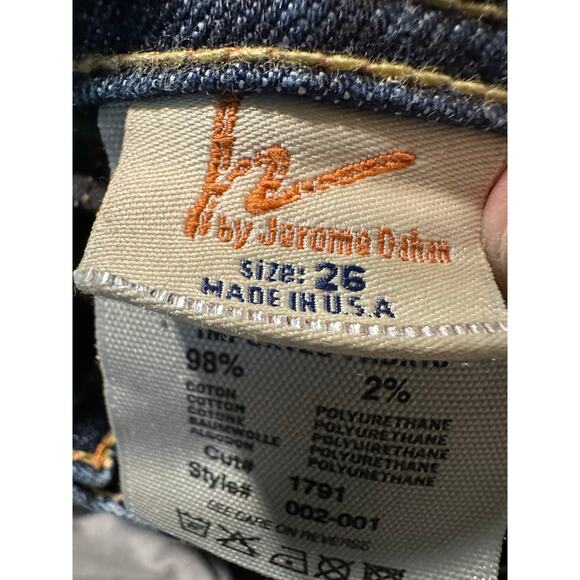 by Jerome Dahan
Size: 26
MADE IN U.S.A
98%
2%
COTTON
COTTON
COTONE
BAUMWOLLE
ALGODON
POLYURETHANE
POLYURETHANE
POLYURETHANE
POLYURETHANE
POLYURETHANE
Cut# 1791
Style# 002-001
SEE CARE ON REVERSE